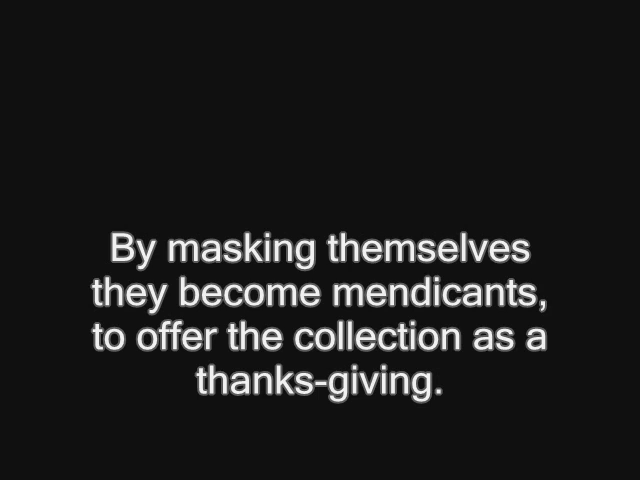 By masking themselves
they become mendicants,
to offer the collection as a
thanks-giving.